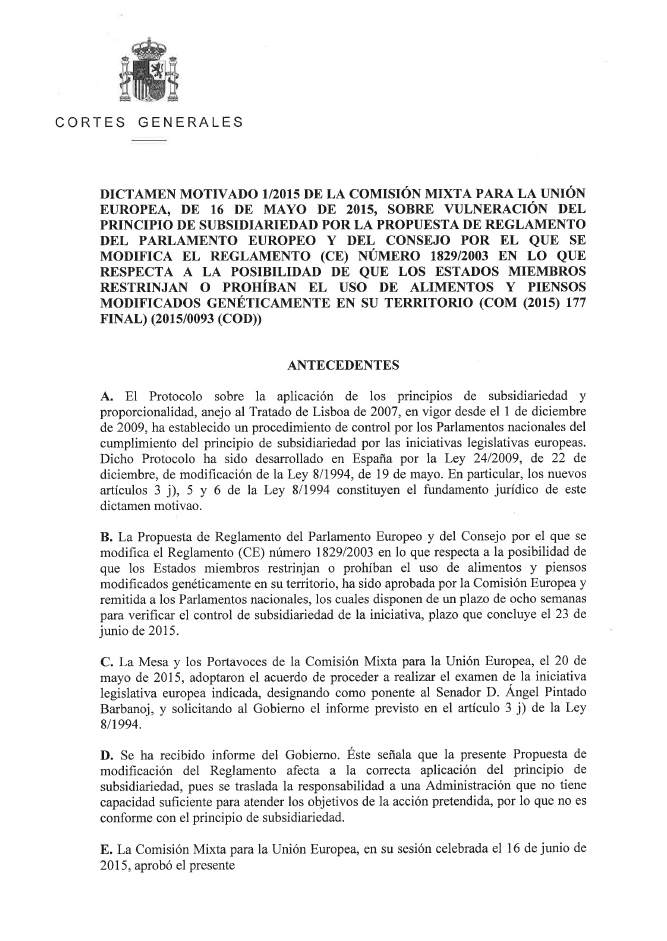 CORTES GENERALES
DICTAMEN MOTIVADO 1/2015 DE LA COMISIÓN MIXTA PARA LA UNIÓN
EUROPEA, DE 16 DE MAYO DE 2015, SOBRE VULNERACIÓN DEL
PRINCIPIO DE SUBSIDIARIEDAD POR LA PROPUESTA DE REGLAMENTO
DEL PARLAMENTO EUROPEO Y DEL CONSEJO POR EL QUE SE
MODIFICA EL REGLAMENTO (CE) NÚMERO 1829/2003 EN LO QUE
RESPECTA A LA POSIBILIDAD DE QUE LOS ESTADOS MIEMBROS
RESTRINJAN O PROHÍBAN EL USO DE ALIMENTOS Y PIENSOS
MODIFICADOS GENÉTICAMENTE EN SU TERRITORIO (COM (2015) 177
FINAL) (2015/0093 (COD))
ANTECEDENTES
A. El Protocolo sobre la aplicación de los principios de subsidiariedad y
proporcionalidad, anejo al Tratado de Lisboa de 2007, en vigor desde el 1 de diciembre
de 2009, ha establecido un procedimiento de control por los Parlamentos nacionales del
cumplimiento del principio de subsidiariedad por las iniciativas legislativas europeas.
Dicho Protocolo ha sido desarrollado en España por la Ley 24/2009, de 22 de
diciembre, de modificación de la Ley 8/1994, de 19 de mayo. En particular, los nuevos
artículos 3 j), 5 y 6 de la Ley 8/1994 constituyen el fundamento jurídico de este
dictamen motivao.
B. La Propuesta de Reglamento del Parlamento Europeo y del Consejo por el que se
modifica el Reglamento (CE) número 1829/2003 en lo que respecta a la posibilidad de
que los Estados miembros restrinjan o prohíban el uso de alimentos y piensos
modificados genéticamente en su territorio, ha sido aprobada por la Comisión Europea y
remitida a los Parlamentos nacionales, los cuales disponen de un plazo de ocho semanas
para verificar el control de subsidiariedad de la iniciativa, plazo que concluye el 23 de
junio de 2015.
C. La Mesa y los Portavoces de la Comisión Mixta para la Unión Europea, el 20 de
mayo de 2015, adoptaron el acuerdo de proceder a realizar el examen de la iniciativa
legislativa europea indicada, designando como ponente al Senador D. Ángel Pintado
Barbanoj, y solicitando al Gobierno el informe previsto en el artículo 3 j) de la Ley
8/1994.
D. Se ha recibido informe del Gobierno. Éste señala que la presente Propuesta de
modificación del Reglamento afecta a la correcta aplicación del principio de
subsidiariedad, pues se traslada la responsabilidad a una Administración que no tiene
capacidad suficiente para atender los objetivos de la acción pretendida, por lo que no es
conforme con el principio de subsidiariedad.
E. La Comisión Mixta para la Unión Europea, en su sesión celebrada el 16 de junio de
2015, aprobó el presente